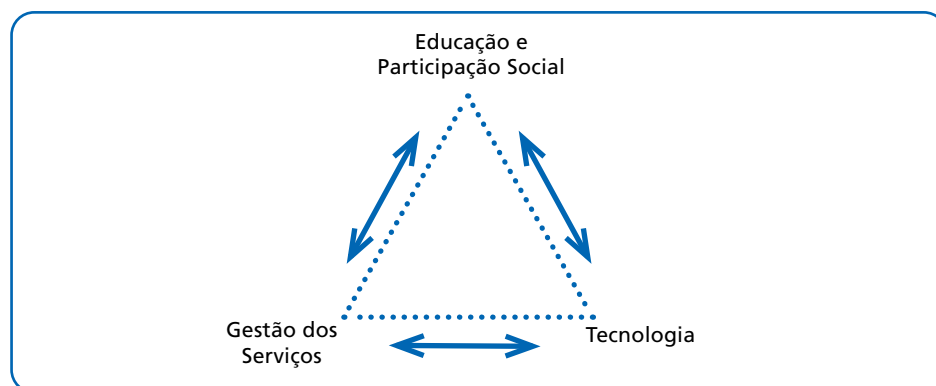 Educação e
Participação Social
Gestão dos
Serviços
Tecnologia